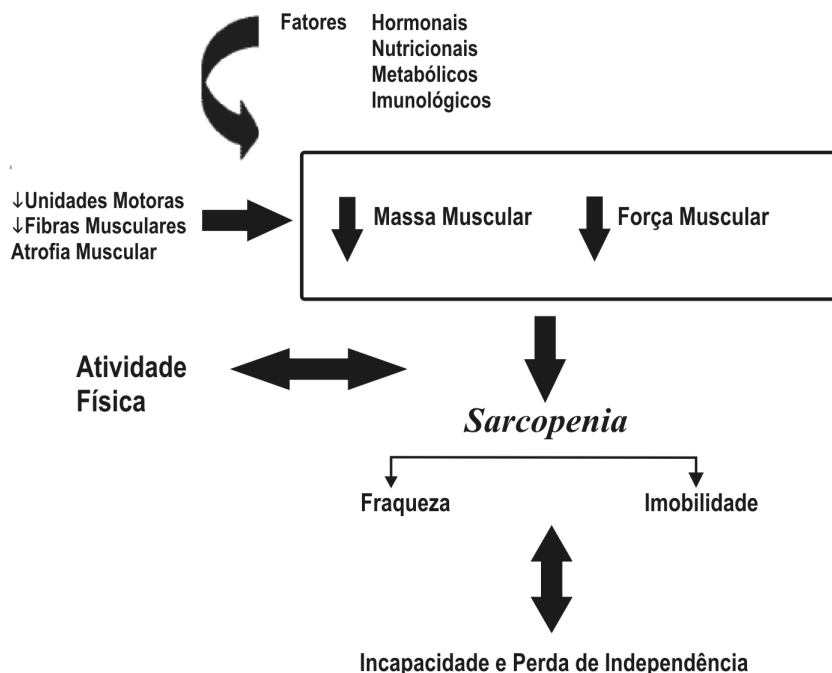 Fatores Hormonais
Nutricionais
Metabólicos
Imunológicos
↓Unidades Motoras
↓Fibras Musculares
Atrofia Muscular
Massa Muscular
Força Muscular
Atividade
Física
Sarcopenia
Fraqueza
Imobilidade
Incapacidade e Perda de Independência